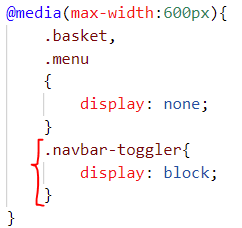 @media(max-width:600px){
.basket,
.menu
{
display: none;
}
.navbar-toggler{
display: block;
}
}